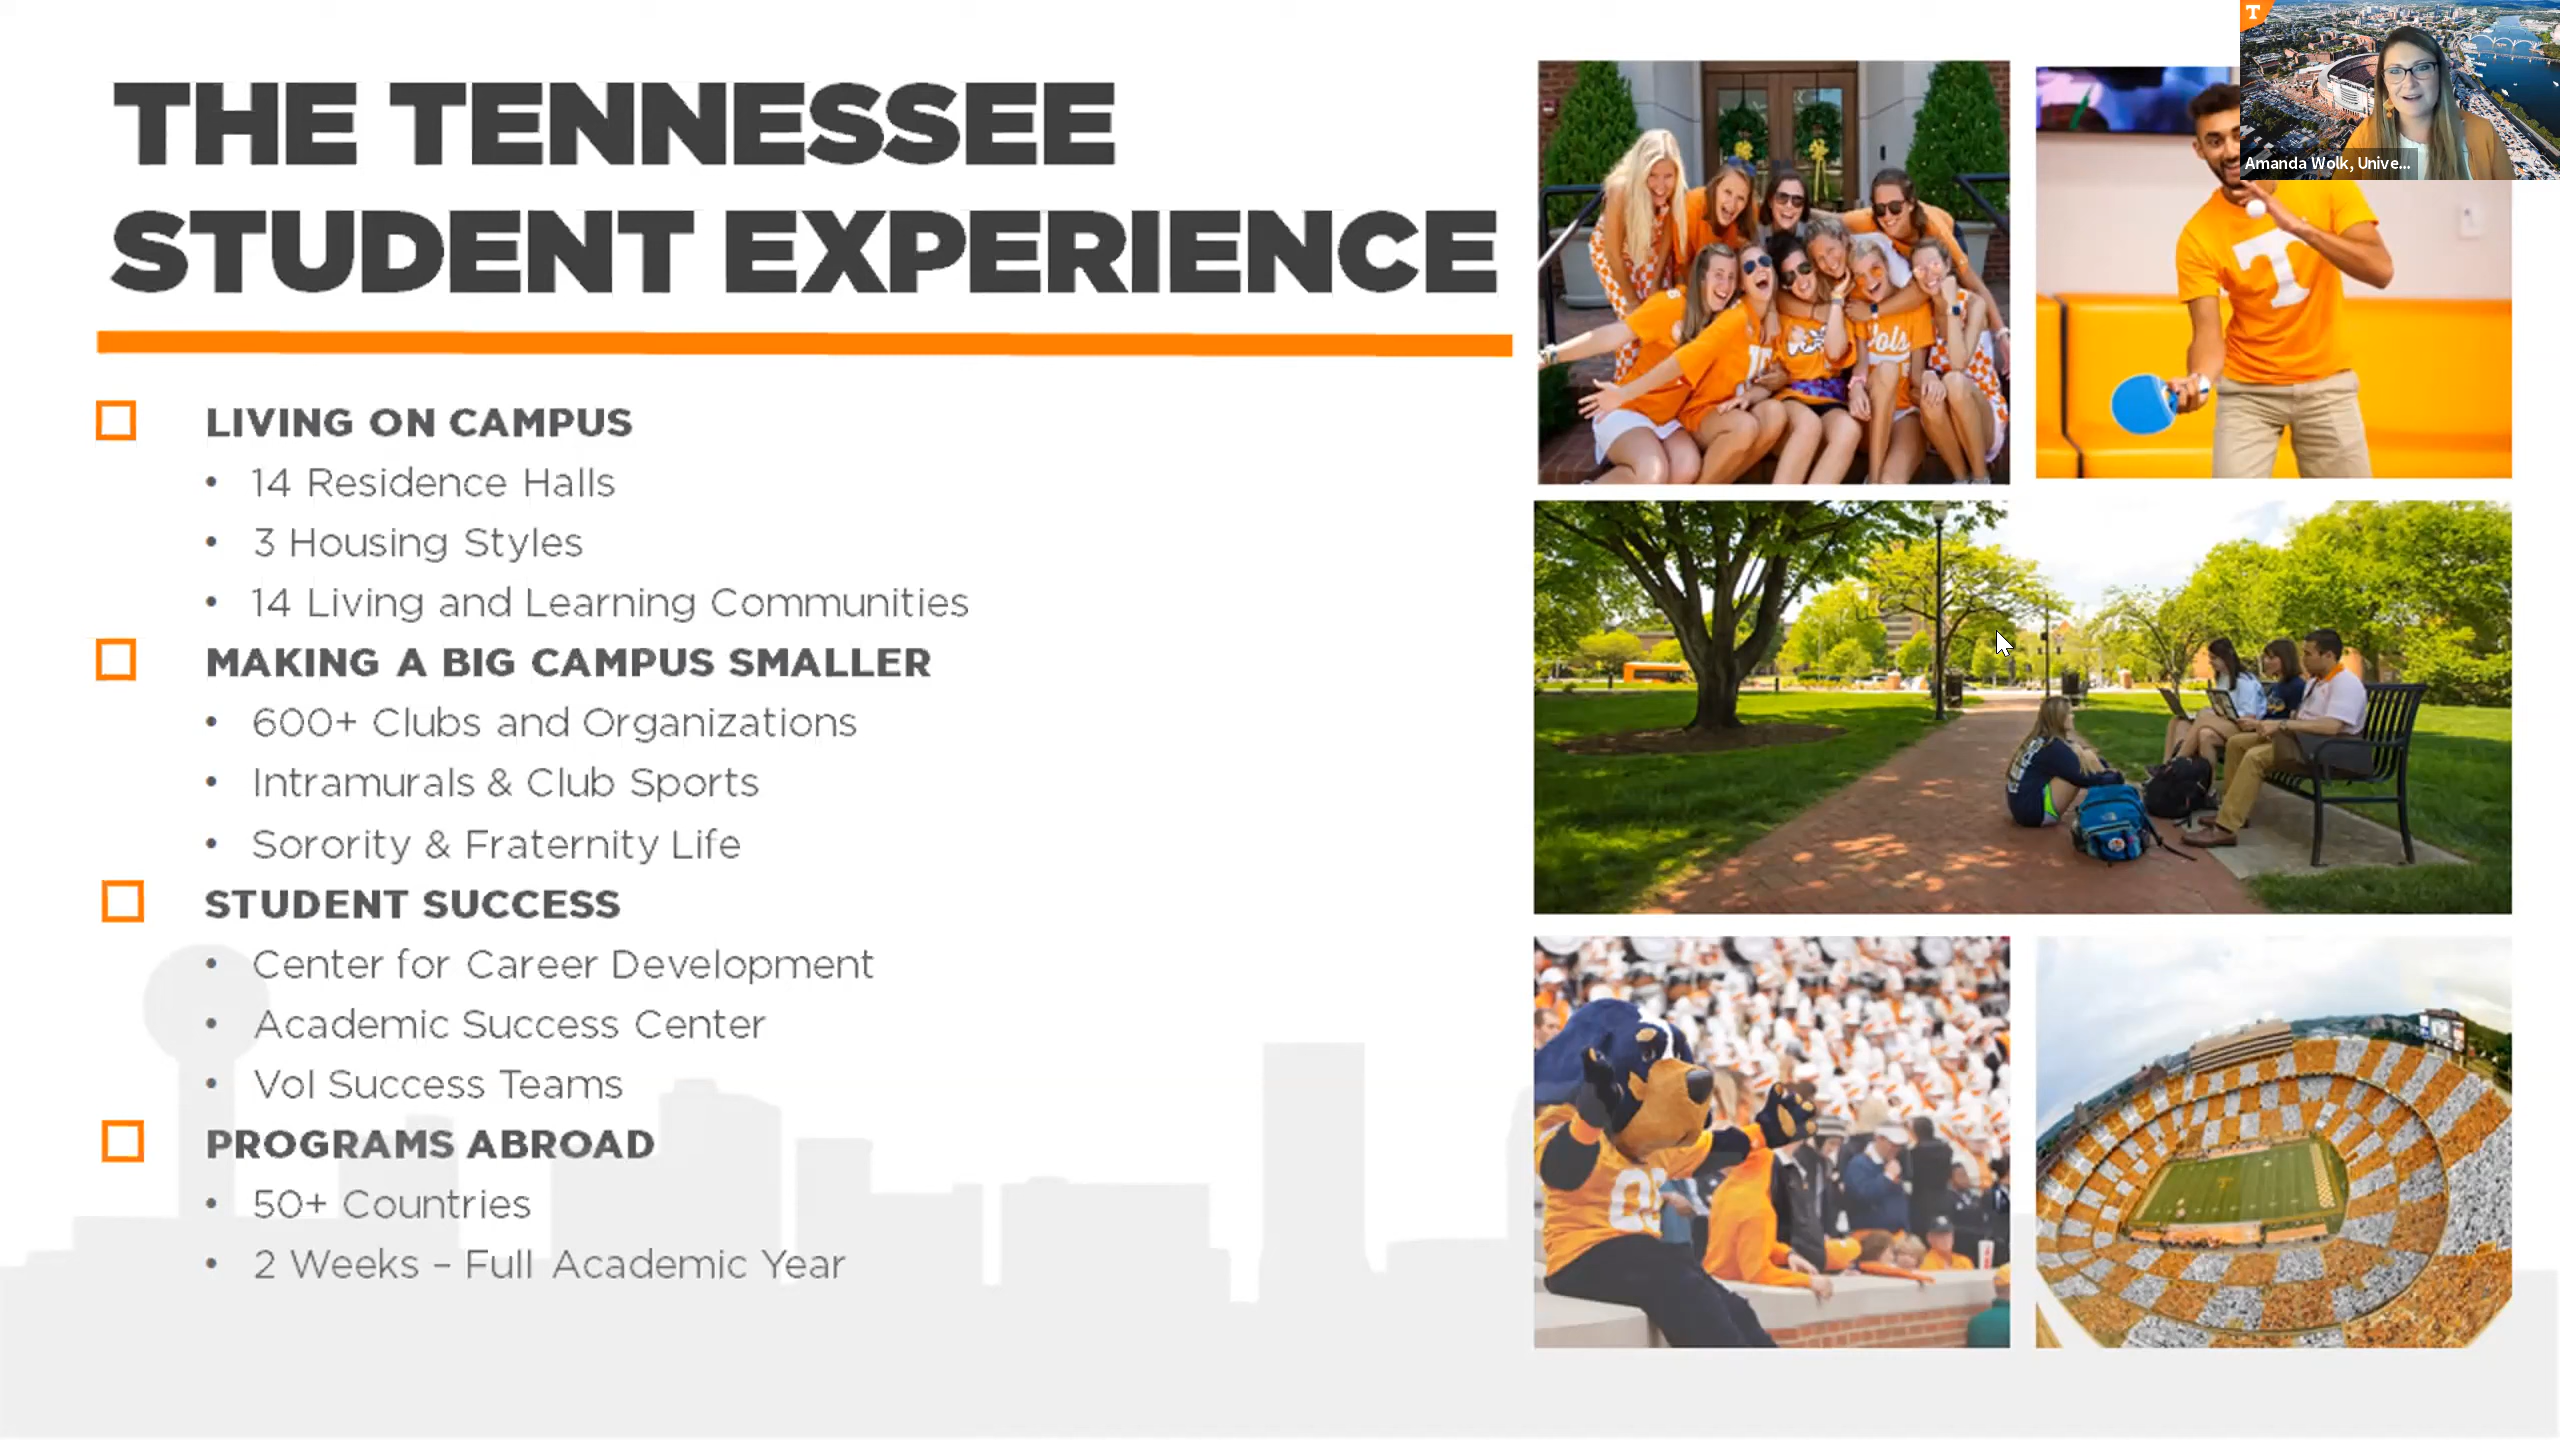 THE TENNESSEE
STUDENT EXPERIENCE
LIVING ON CAMPUS
• 14 Residence Halls
• 3 Housing Styles
• 14 Living and Learning Communities
MAKING A BIG CAMPUS SMALLER
• 600+ Clubs and Organizations
• Intramurals & Club Sports
• Sorority & Fraternity Life
STUDENT SUCCESS
• Center for Career Development
• Academic Success Center
• Vol Success Teams
PROGRAMS ABROAD
• 50+ Countries
• 2 Weeks – Full Academic Year
T
Amanda Wolk, Unive...
Vols
T